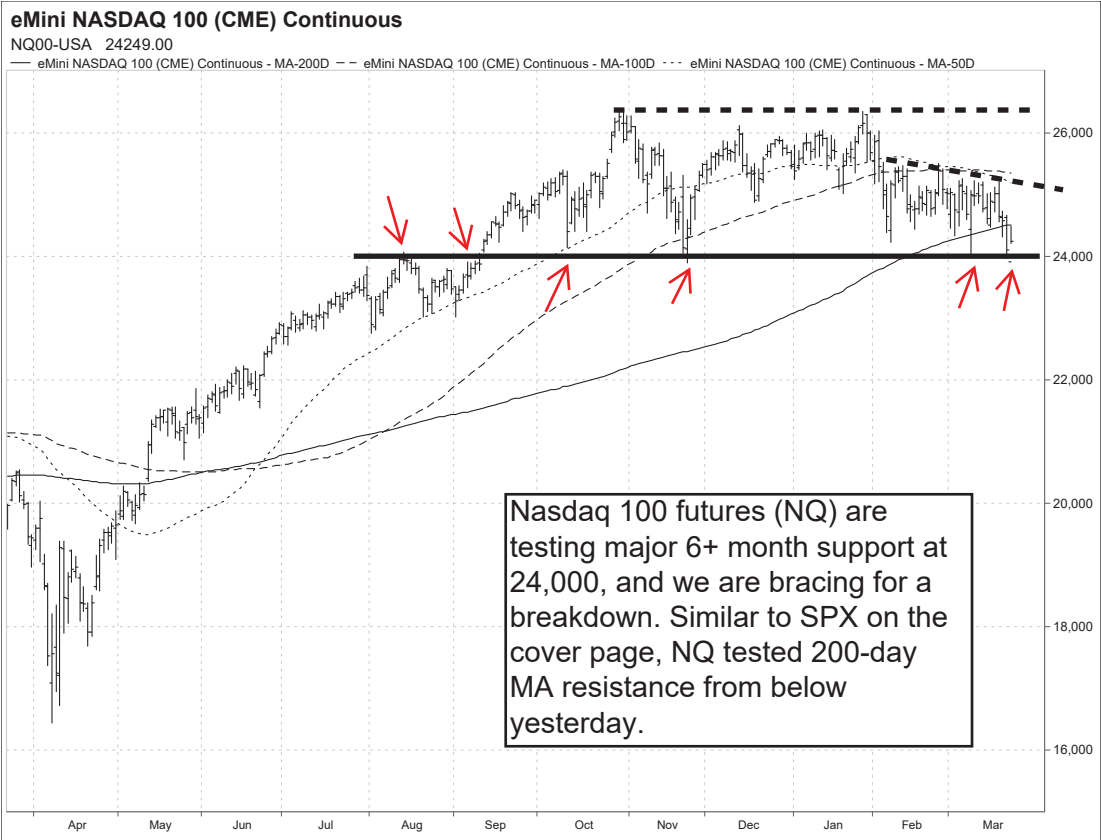 eMini NASDAQ 100 (CME) Continuous
NQ00-USA 24249.00
eMini NASDAQ 100 (CME) Continuous - MA-200D eMini NASDAQ 100 (CME) Continuous - MA-100D eMini NASDAQ 100 (CME) Continuous - MA-50D
26,000
24,000
22,000
20,000
18,000
16,000
Nasdaq 100 futures (NQ) are
testing major 6+ month support at
24,000, and we are bracing for a
breakdown. Similar to SPX on the
cover page, NQ tested 200-day
MA resistance from below
yesterday.
Apr May Jun Jul Aug Sep Oct Nov Dec Jan Feb Mar